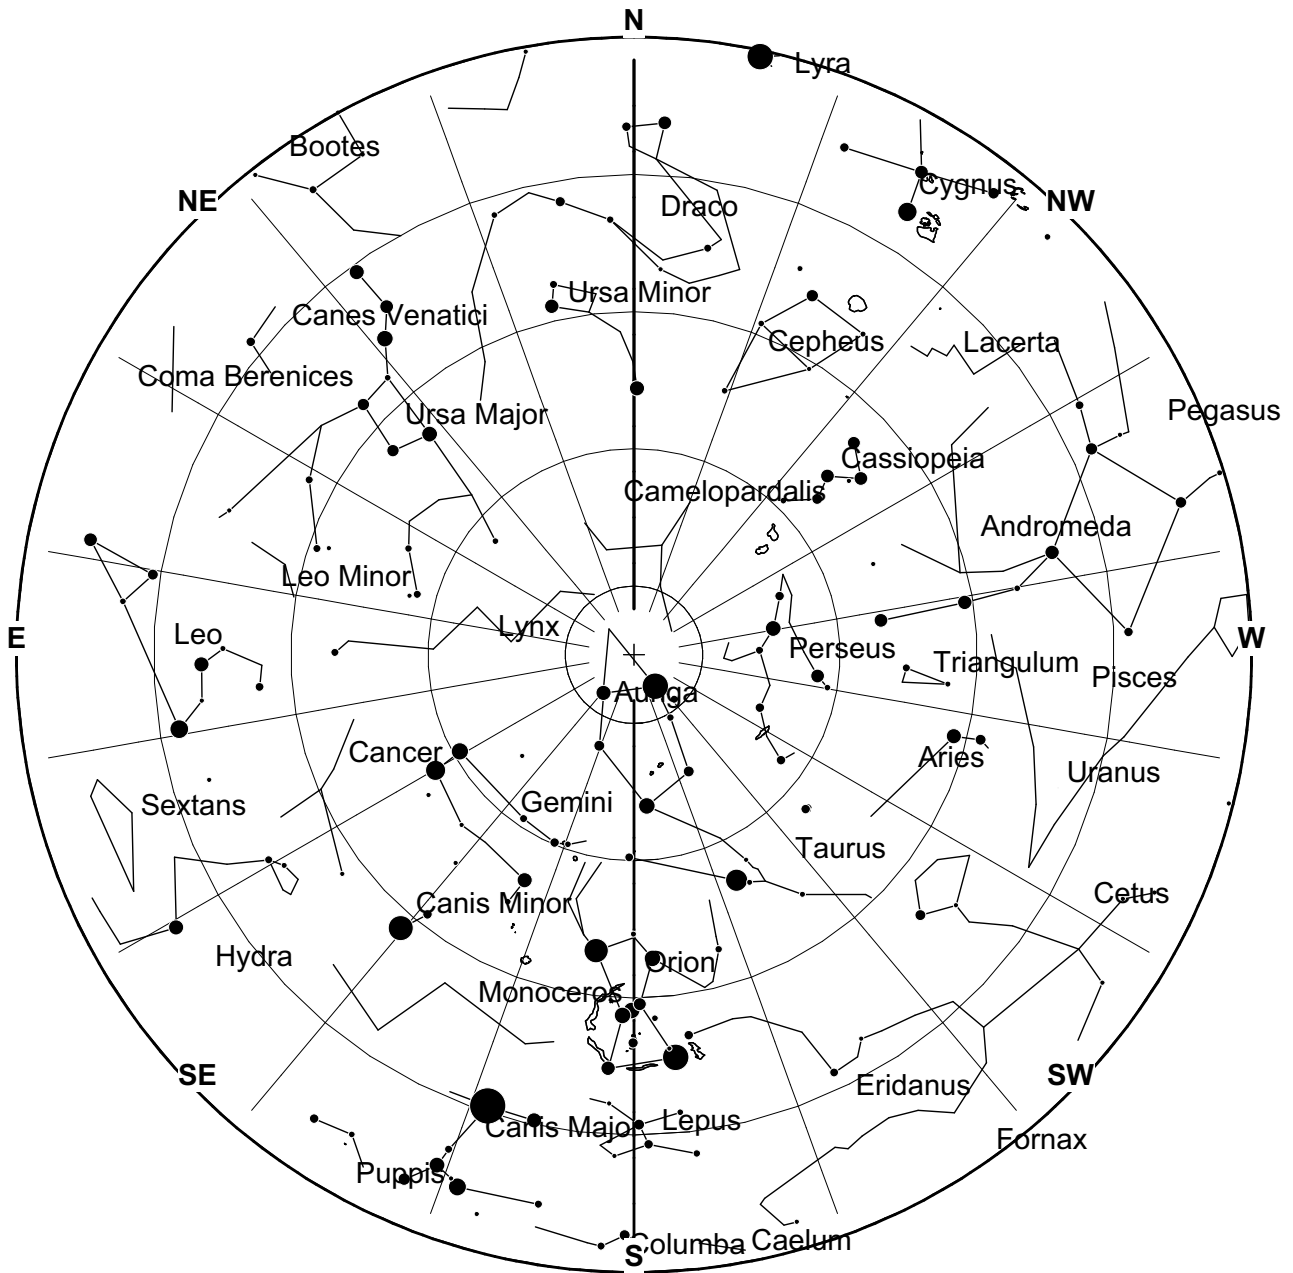 N
Lyra
Bootes
Cygnus
NE
NW
Draco
Ursa Minor
Canes Venatici
Cepheus
Lacerta
Coma Berenices
Ursa Major
Pegasus
Cassiopeia
Camelopardalis
Andromeda
Leo Minor
Lynx
Leo
E
W
Perseus
Triangulum
Pisces
Auriga
Cancer
Aries
Uranus
Sextans
Gemini
Taurus
Cetus
Canis Minor
Hydra
Orion
Monoceros
SE
SW
Eridanus
Canis Major
Lepus
Fornax
Puppis
Columba
Caelum
S